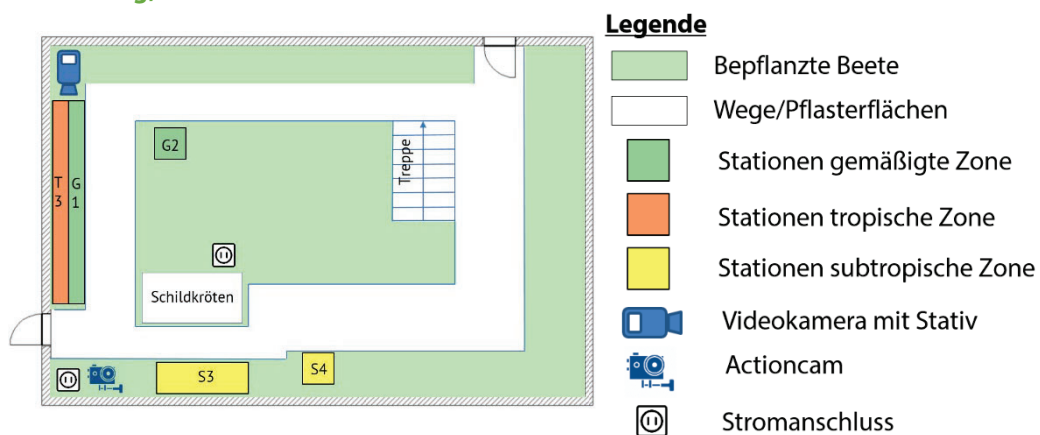 Legende
Bepflanzte Beete
Wege/Pflasterflächen
Stationen gemäßigte Zone
Stationen tropische Zone
Stationen subtropische Zone
Videokamera mit Stativ
Actioncam
Stromanschluss
G2
Treppe
T
3
G
1
Schildkröten
S3
S4